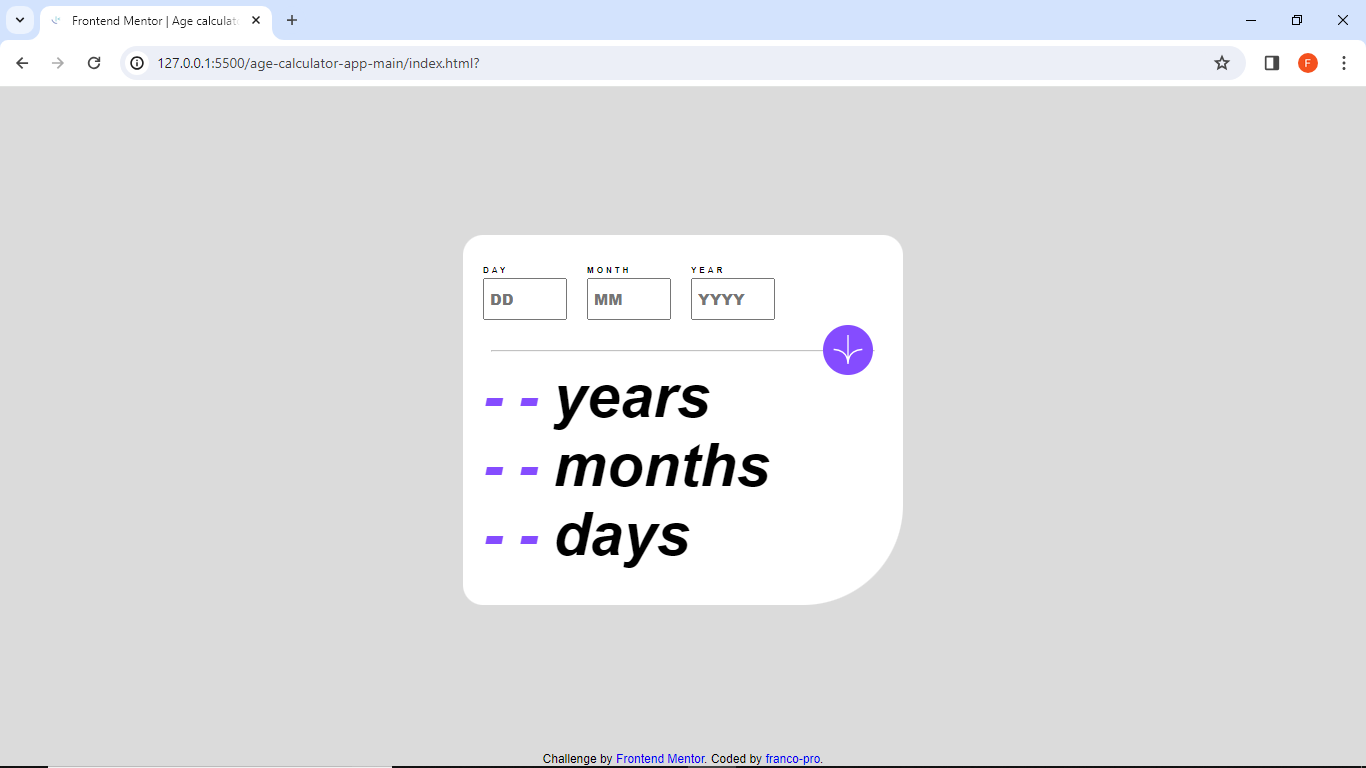 Frontend Mentor | Age calculat
127.0.0.1:5500/age-calculator-app-main/index.html?
F
DAY MONTH YEAR
DD MM YYYY
- - years
- - months
- - days
Challenge by Frontend Mentor. Coded by franco-pro.